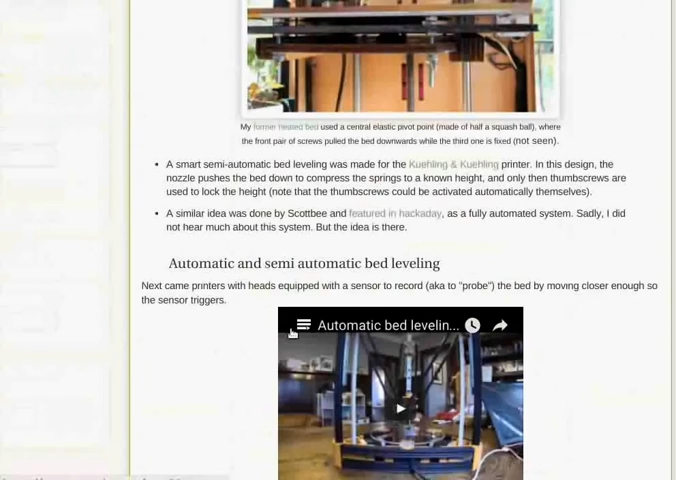 My former heated bed used a central elastic pivot point (made of half a squash ball), where
the front pair of screws pulled the bed downwards while the third one is fixed (not seen).
• A smart semi-automatic bed leveling was made for the Kuehling & Kuehling printer. In this design, the
nozzle pushes the bed down to compress the springs to a known height, and only then thumbscrews are
used to lock the height (note that the thumbscrews could be activated automatically themselves).
• A similar idea was done by Scottbee and featured in hackaday, as a fully automated system. Sadly, I did
not hear much about this system. But the idea is there.
Automatic and semi automatic bed leveling
Next came printers with heads equipped with a sensor to record (aka to "probe") the bed by moving closer enough so
the sensor triggers.
Automatic bed levelin...